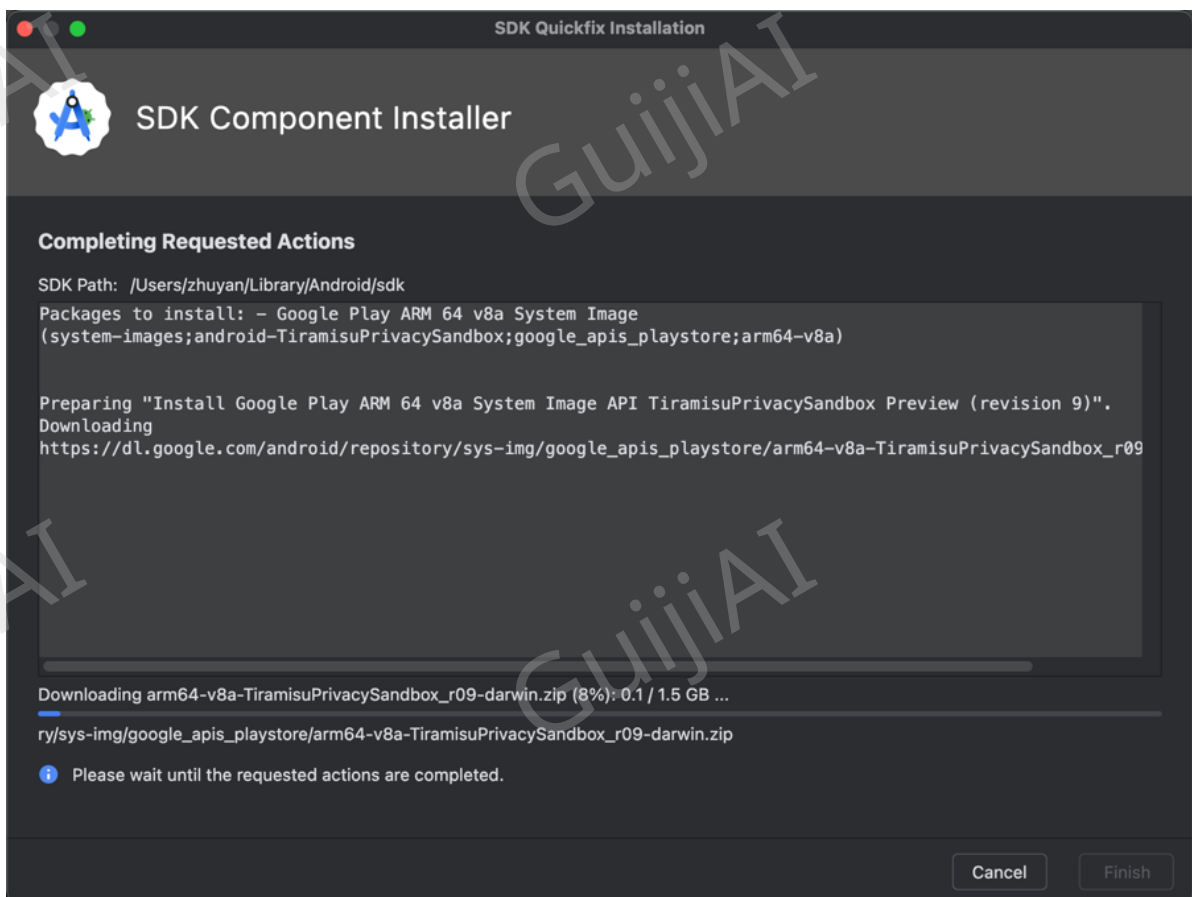 SDK Quickfix Installation
SDK Component Installer
Completing Requested Actions
SDK Path: /Users/zhuyan/Library/Android/sdk
Packages to install: – Google Play ARM 64 v8a System Image
(system-images;android-TiramisuPrivacySandbox;google_apis_playstore;arm64-v8a)
Preparing "Install Google Play ARM 64 v8a System Image API TiramisuPrivacySandbox Preview (revision 9)".
Downloading
https://dl.google.com/android/repository/sys-img/google_apis_playstore/arm64-v8a-TiramisuPrivacySandbox_r09
Downloading arm64-v8a-TiramisuPrivacySandbox_r09-darwin.zip (8%): 0.1 / 1.5 GB ...
ry/sys-img/google_apis_playstore/arm64-v8a-TiramisuPrivacySandbox_r09-darwin.zip
Please wait until the requested actions are completed.
Cancel
Finish
GuijiAI
GuijiAI
AI
AI